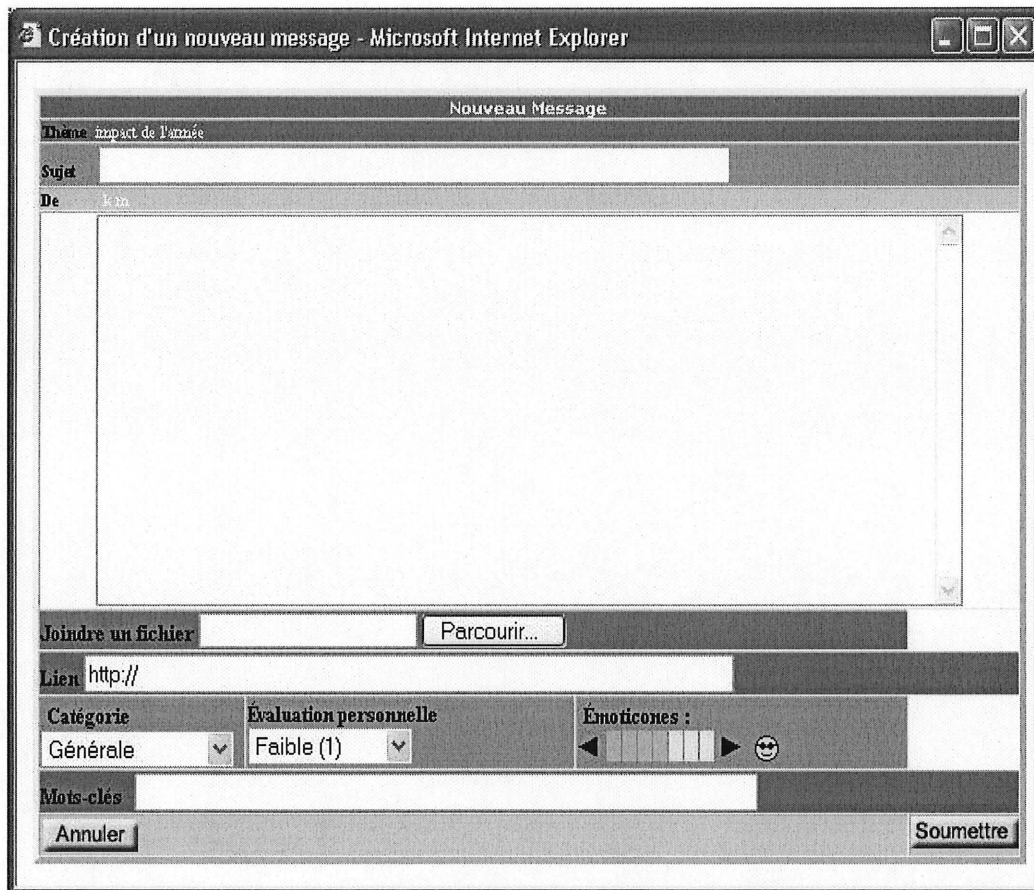 Création d'un nouveau message - Microsoft Internet Explorer
Nouveau Message
Thème impact de l'année
Sujet
De km
Joindre un fichier Parcourir...
Lien http://
Catégorie Évaluation personnelle Émoticones :
Générale Faible (1)
Mots-clés
Annuler Soumettre